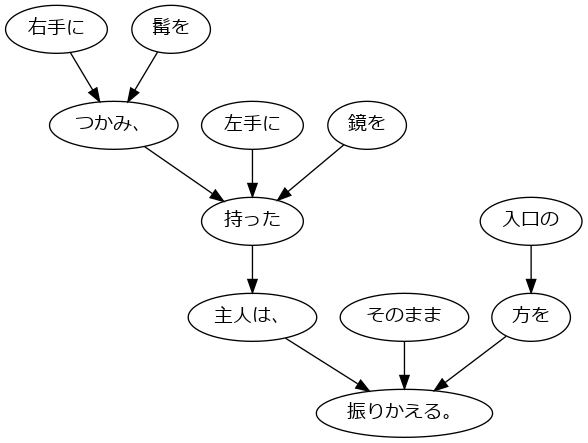 右手に 髯を
つかみ、 左手に 鏡を
持った 入口の
主人は、 そのまま 方を
振りかえる。